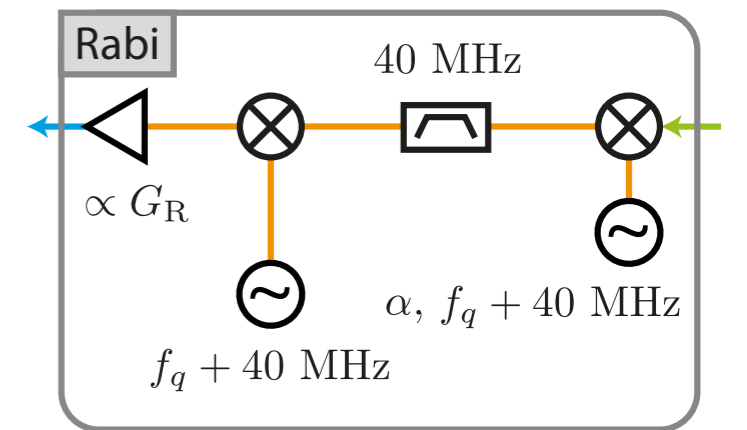 Rabi
40 MHz
∝ G_R
α, f_q + 40 MHz
f_q + 40 MHz